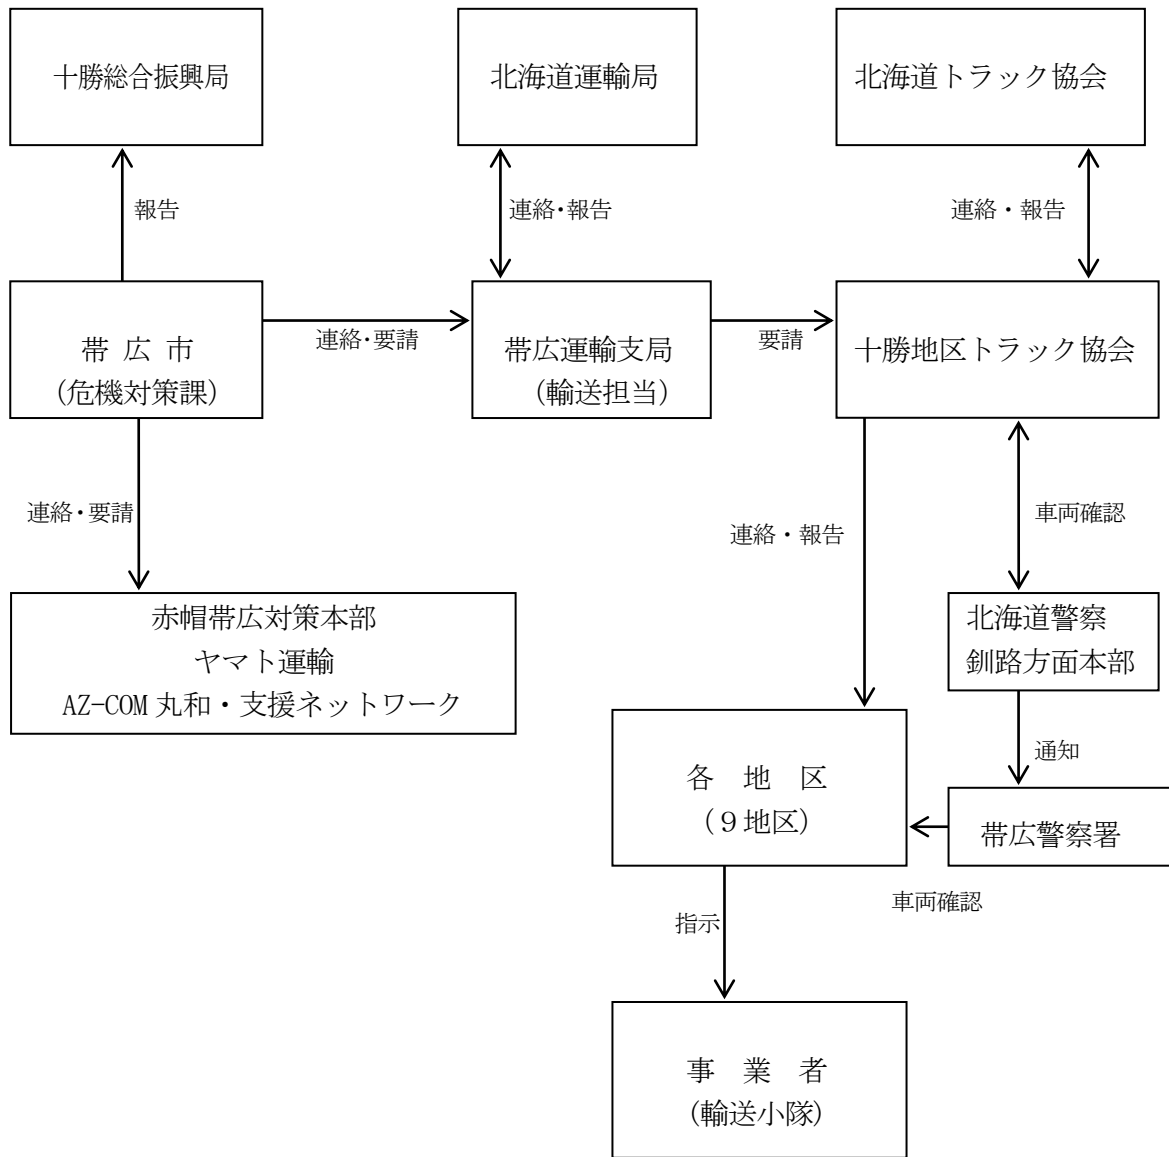 十勝総合振興局
北海道運輸局
北海道トラック協会
報告
連絡・報告
連絡・報告
帯 広 市
(危機対策課)
連絡・要請
帯広運輸支局
(輸送担当)
要請
十勝地区トラック協会
連絡・要請
連絡・報告
車両確認
赤帽帯広対策本部
ヤマト運輸
AZ-COM 丸和・支援ネットワーク
北海道警察
釧路方面本部
通知
各 地 区
(9地区)
帯広警察署
車両確認
指示
事 業 者
(輸送小隊)